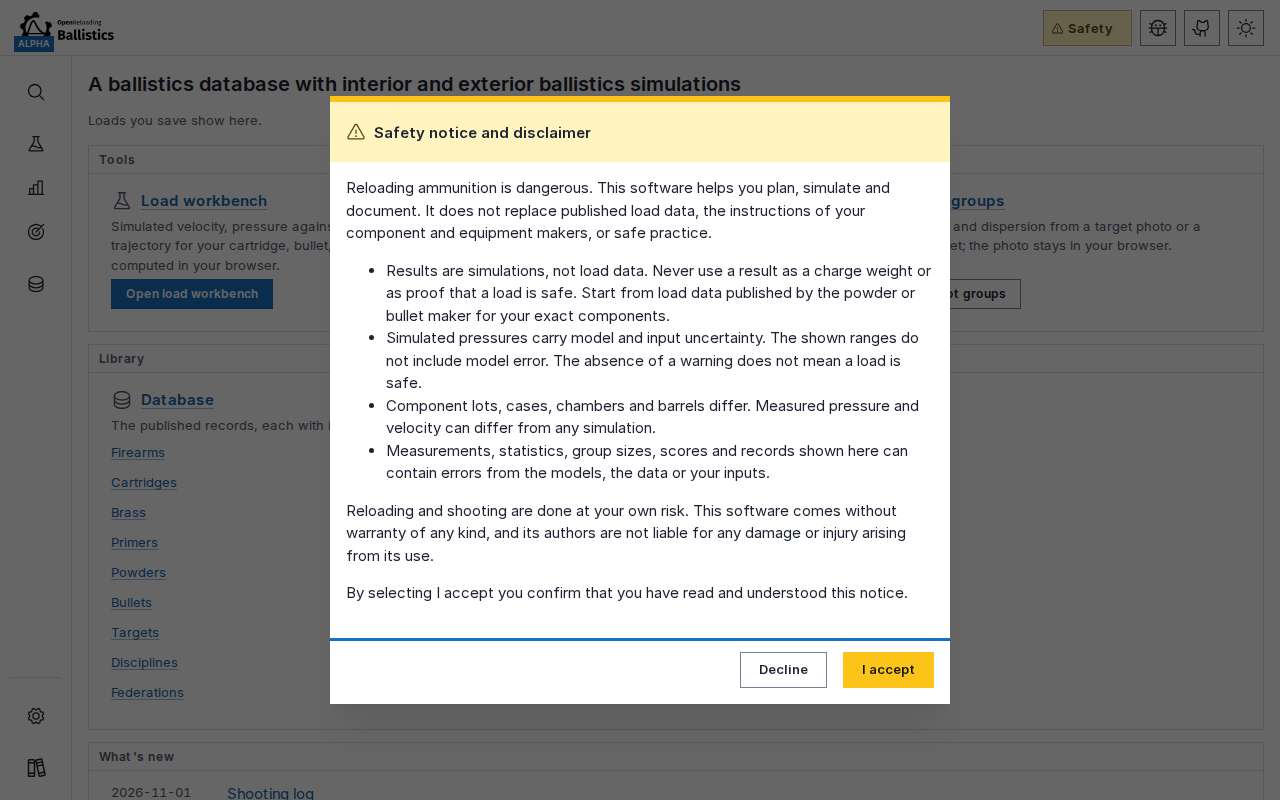 OpenReloading
Ballistics
ALPHA
Safety
A ballistics database with interior and exterior ballistics simulations
Loads you save show here.
Tools
Load workbench
Simulated velocity, pressure agains
trajectory for your cartridge, bullet,
computed in your browser.
Open load workbench
groups
and dispersion from a target photo or a
et; the photo stays in your browser.
ot groups
Library
Database
The published records, each with i
Firearms
Cartridges
Brass
Primers
Powders
Bullets
Targets
Disciplines
Federations
What's new
2026-11-01 Shooting log
Safety notice and disclaimer
Reloading ammunition is dangerous. This software helps you plan, simulate and
document. It does not replace published load data, the instructions of your
component and equipment makers, or safe practice.
• Results are simulations, not load data. Never use a result as a charge weight or
as proof that a load is safe. Start from load data published by the powder or
bullet maker for your exact components.
• Simulated pressures carry model and input uncertainty. The shown ranges do
not include model error. The absence of a warning does not mean a load is
safe.
• Component lots, cases, chambers and barrels differ. Measured pressure and
velocity can differ from any simulation.
• Measurements, statistics, group sizes, scores and records shown here can
contain errors from the models, the data or your inputs.
Reloading and shooting are done at your own risk. This software comes without
warranty of any kind, and its authors are not liable for any damage or injury arising
from its use.
By selecting I accept you confirm that you have read and understood this notice.
Decline
I accept